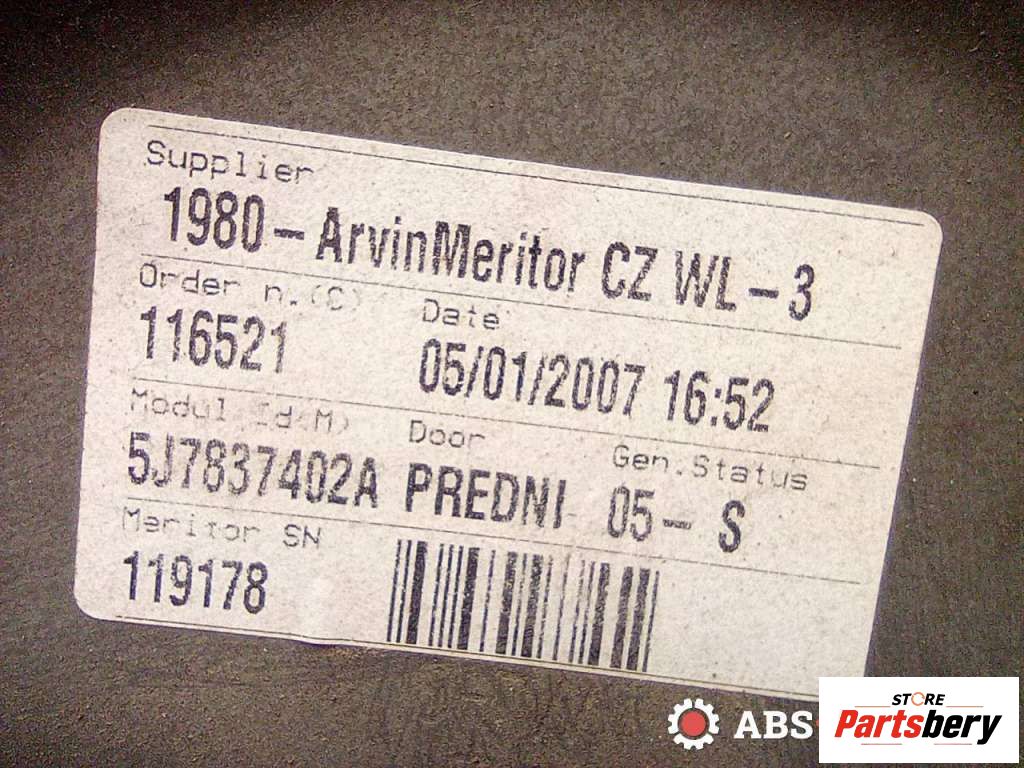 Supplier
1980-ArvinMeritor CZ WL-3
Order n.(C) Date
116521 05/01/2007 16:52
Modul Id(M) Door Gen.Status
5J7837402A PREDNI 05- S
Meritor SN
119178
ABS
STORE
Partsbery